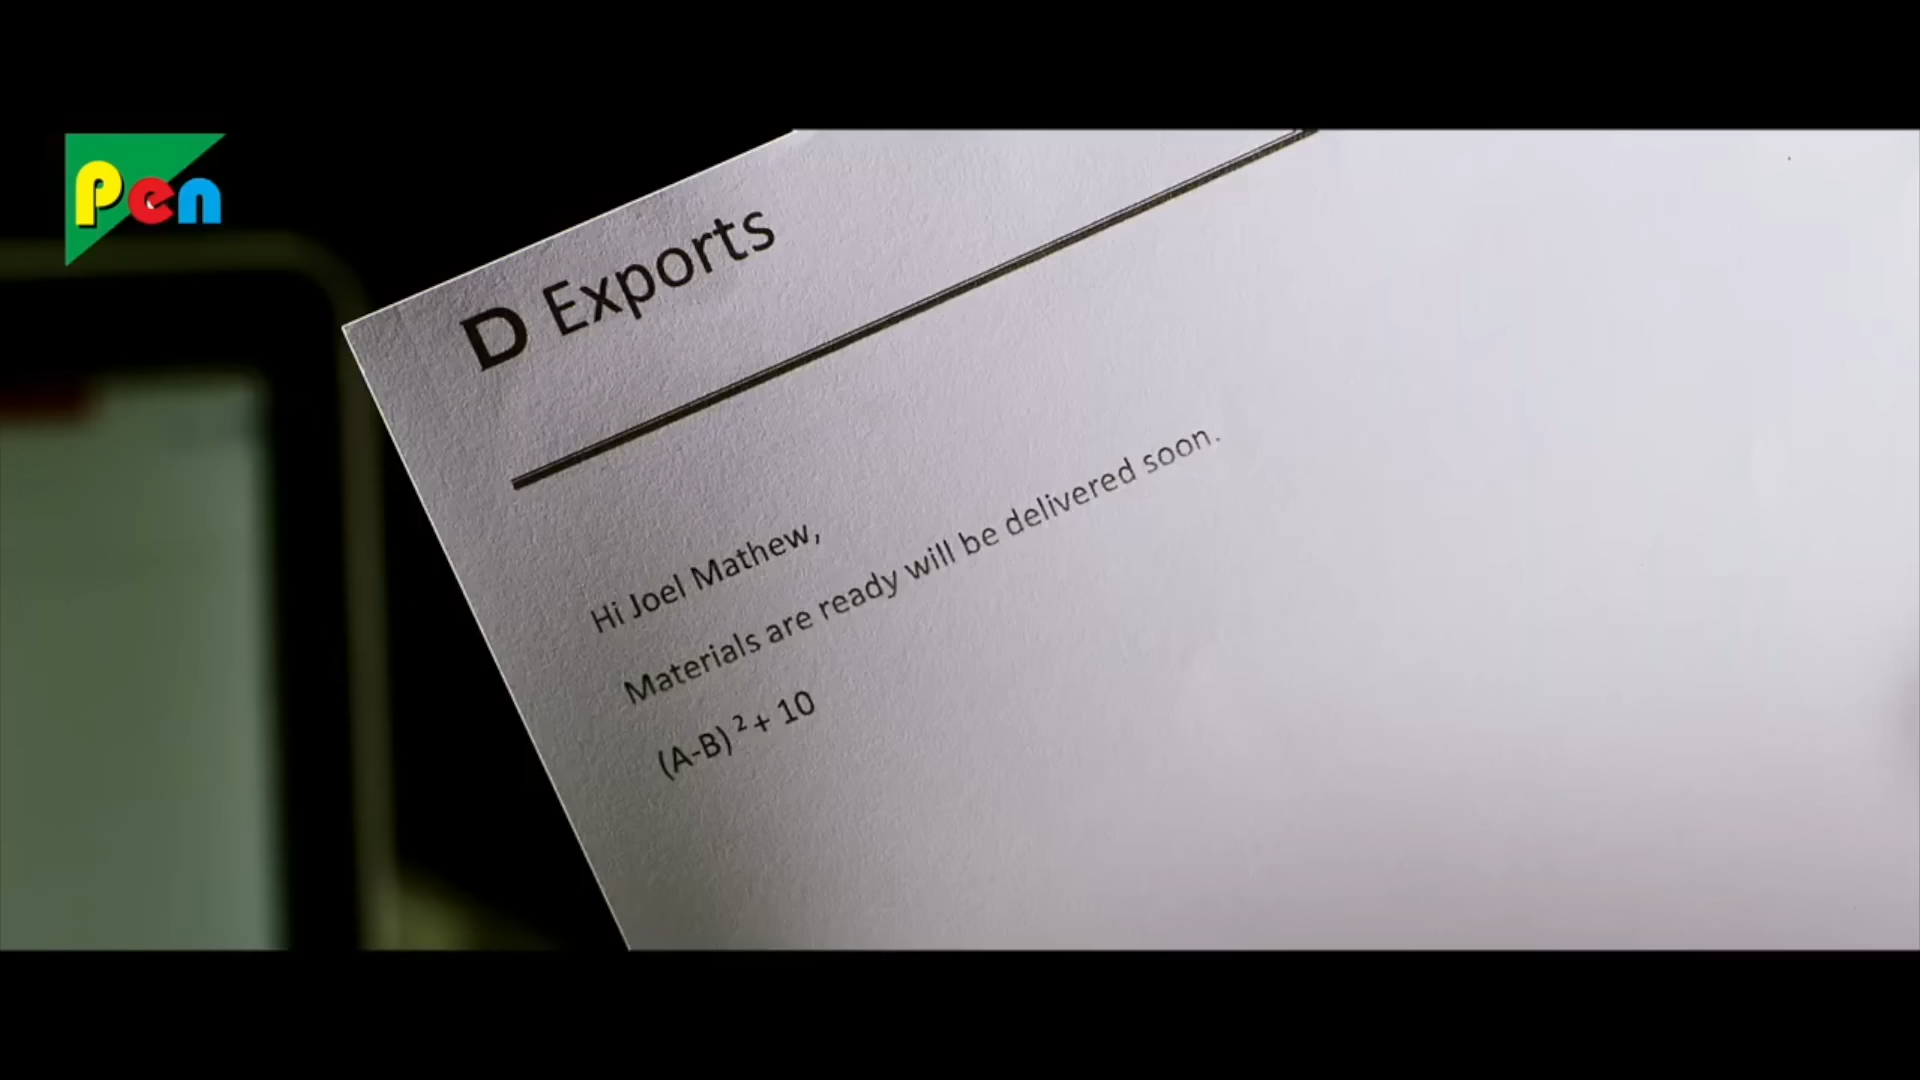 Pen
D Exports
Hi Joel Mathew,
Materials are ready will be delivered soon.
(A-B) ² + 10